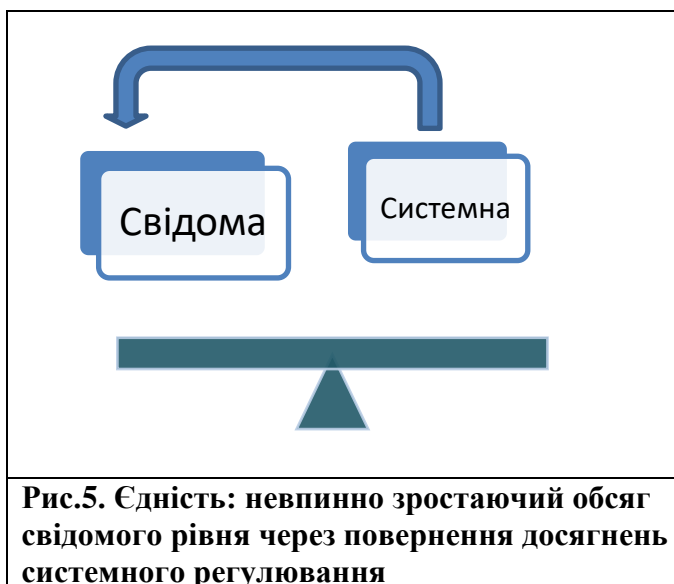 Свідома
Системна
Рис.5. Єдність: невпинно зростаючий обсяг
свідомого рівня через повернення досягнень
системного регулювання